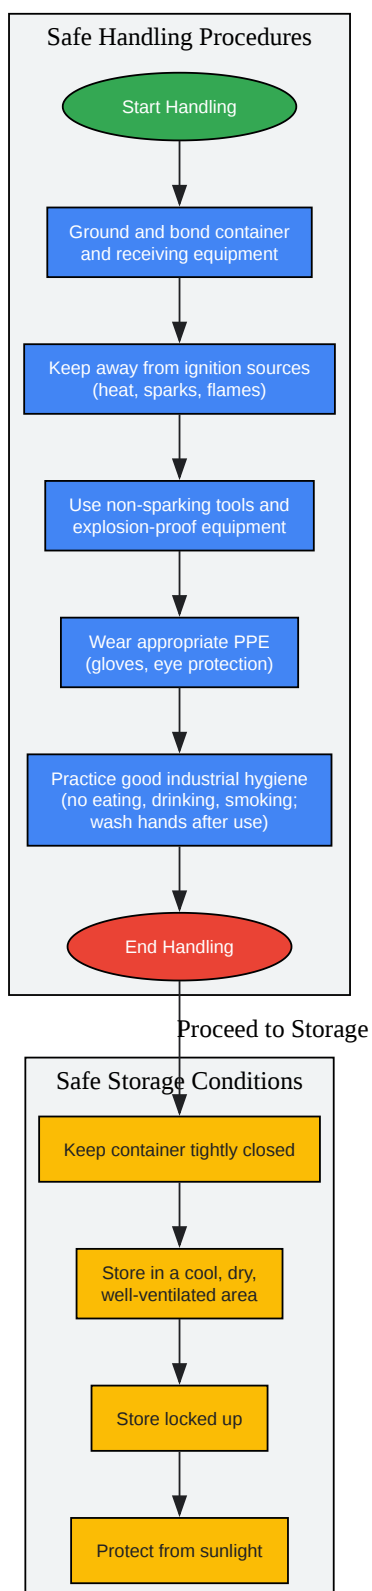 Safe Handling Procedures
Start Handling
Ground and bond container
and receiving equipment
Keep away from ignition sources
(heat, sparks, flames)
Use non-sparking tools and
explosion-proof equipment
Wear appropriate PPE
(gloves, eye protection)
Practice good industrial hygiene
(no eating, drinking, smoking;
wash hands after use)
End Handling
Proceed to Storage
Safe Storage Conditions
Keep container tightly closed
Store in a cool, dry,
well-ventilated area
Store locked up
Protect from sunlight